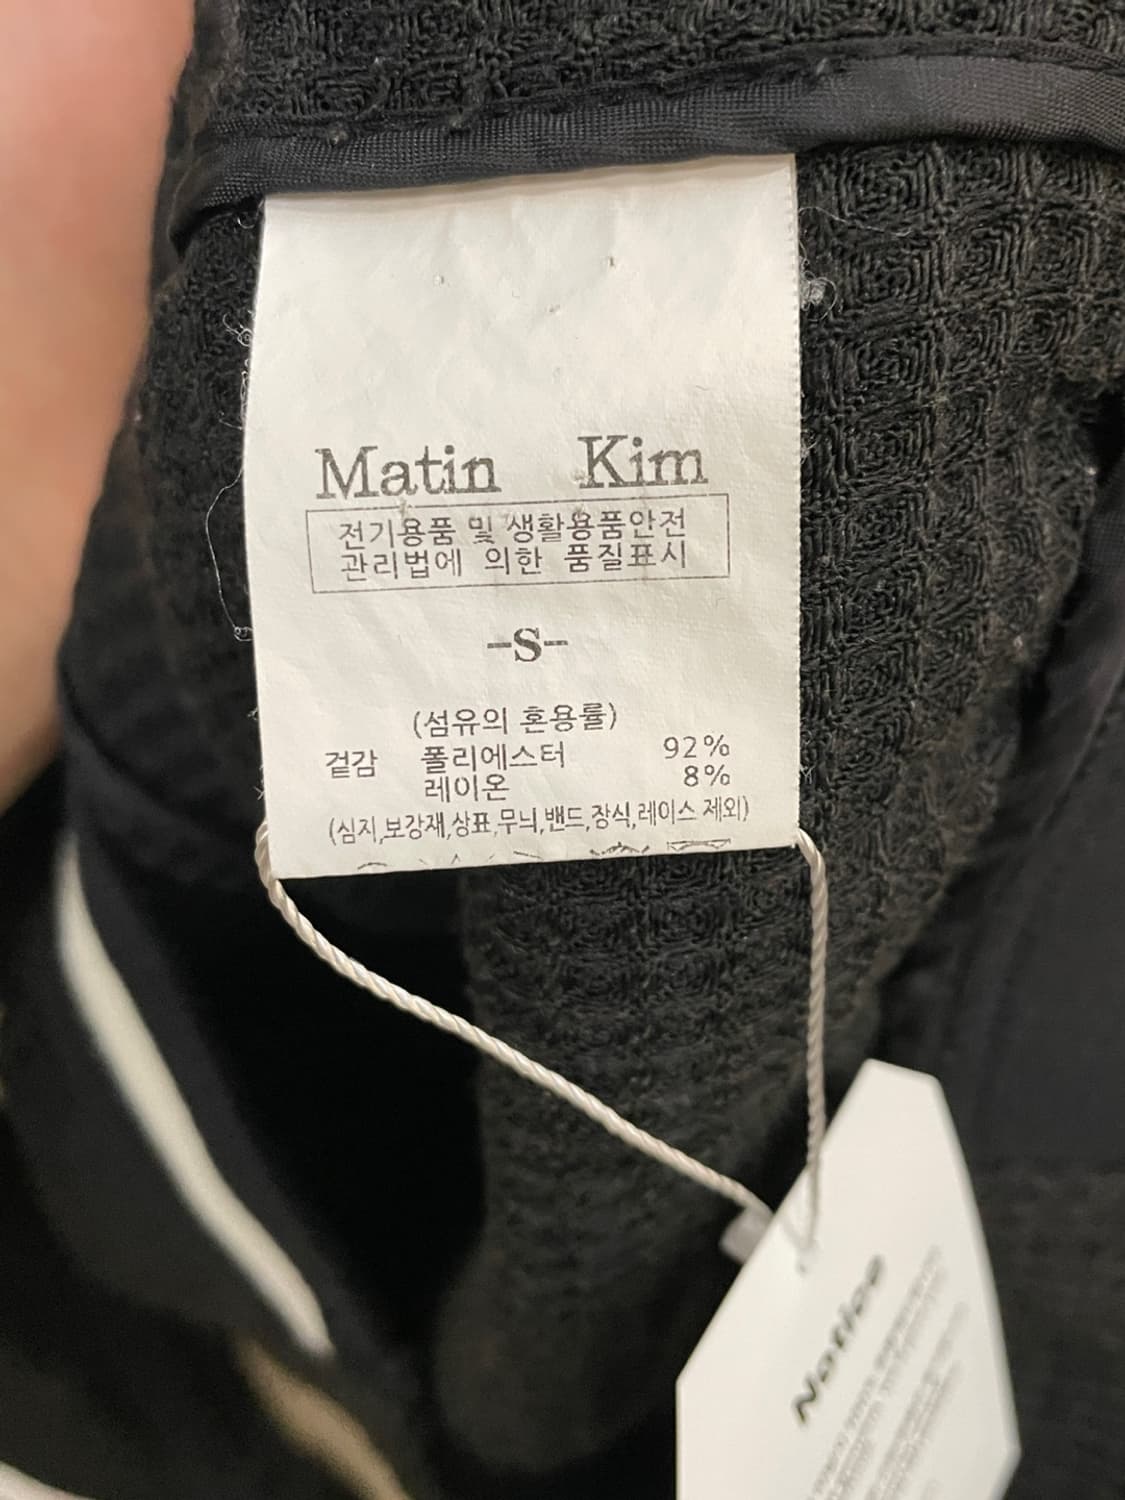 Matin Kim
전기용품 및 생활용품안전
관리법에 의한 품질표시
-S-
(섬유의 혼용률)
겉감 폴리에스터 92%
레이온 8%
(심지,보강재,상표,무늬,밴드,장식,레이스 제외)
Notice